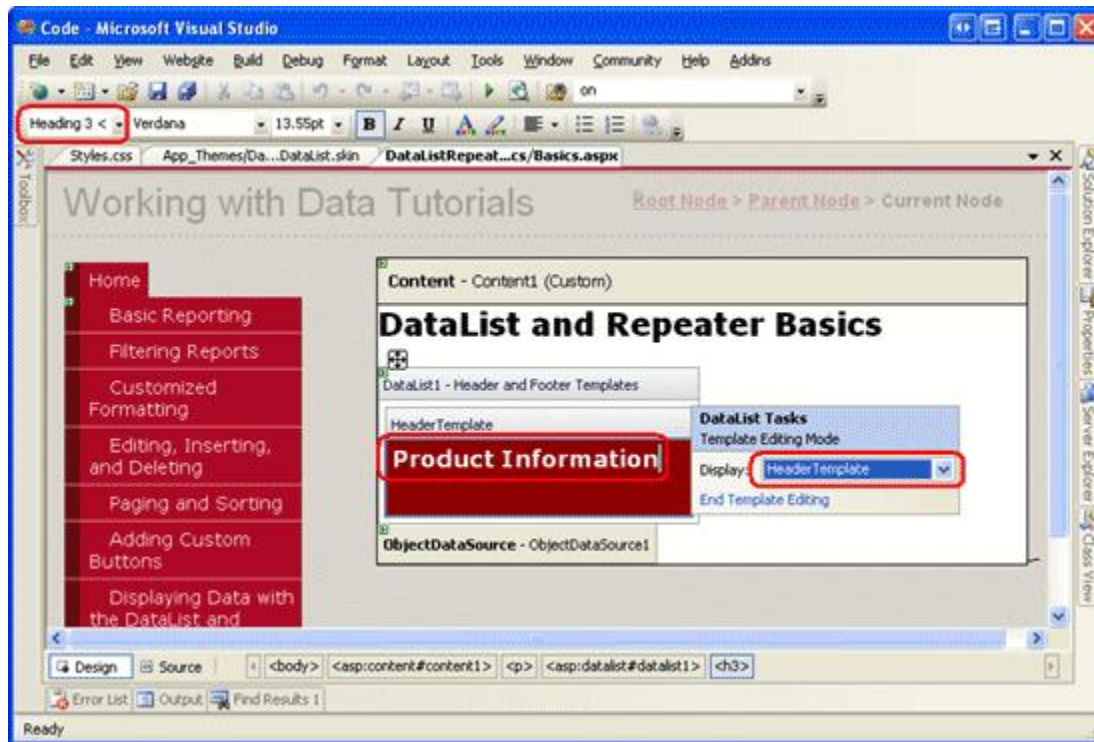 Code - Microsoft Visual Studio
File Edit View Website Build Debug Format Layout Tools Window Community Help Addins
on
Heading 3 < Verdana 13.55pt B I U A
Styles.css App_Themes/Da...DataList.skin DataListRepeat...cs/Basics.aspx
Toolbox
Working with Data Tutorials
Root Node > Parent Node > Current Node
Home
Basic Reporting
Filtering Reports
Customized
Formatting
Editing, Inserting,
and Deleting
Paging and Sorting
Adding Custom
Buttons
Displaying Data with
the DataList and
Content - Content1 (Custom)
DataList and Repeater Basics
DataList1 - Header and Footer Templates
HeaderTemplate
Product Information
ObjectDataSource - ObjectDataSource1
DataList Tasks
Template Editing Mode
Display: HeaderTemplate
End Template Editing
Solution Explorer
Properties
Server Explorer
Class View
Design Source <body> <asp:content#content1> <p> <asp:datalist#datalist1> <h3>
Error List Output Find Results 1
Ready